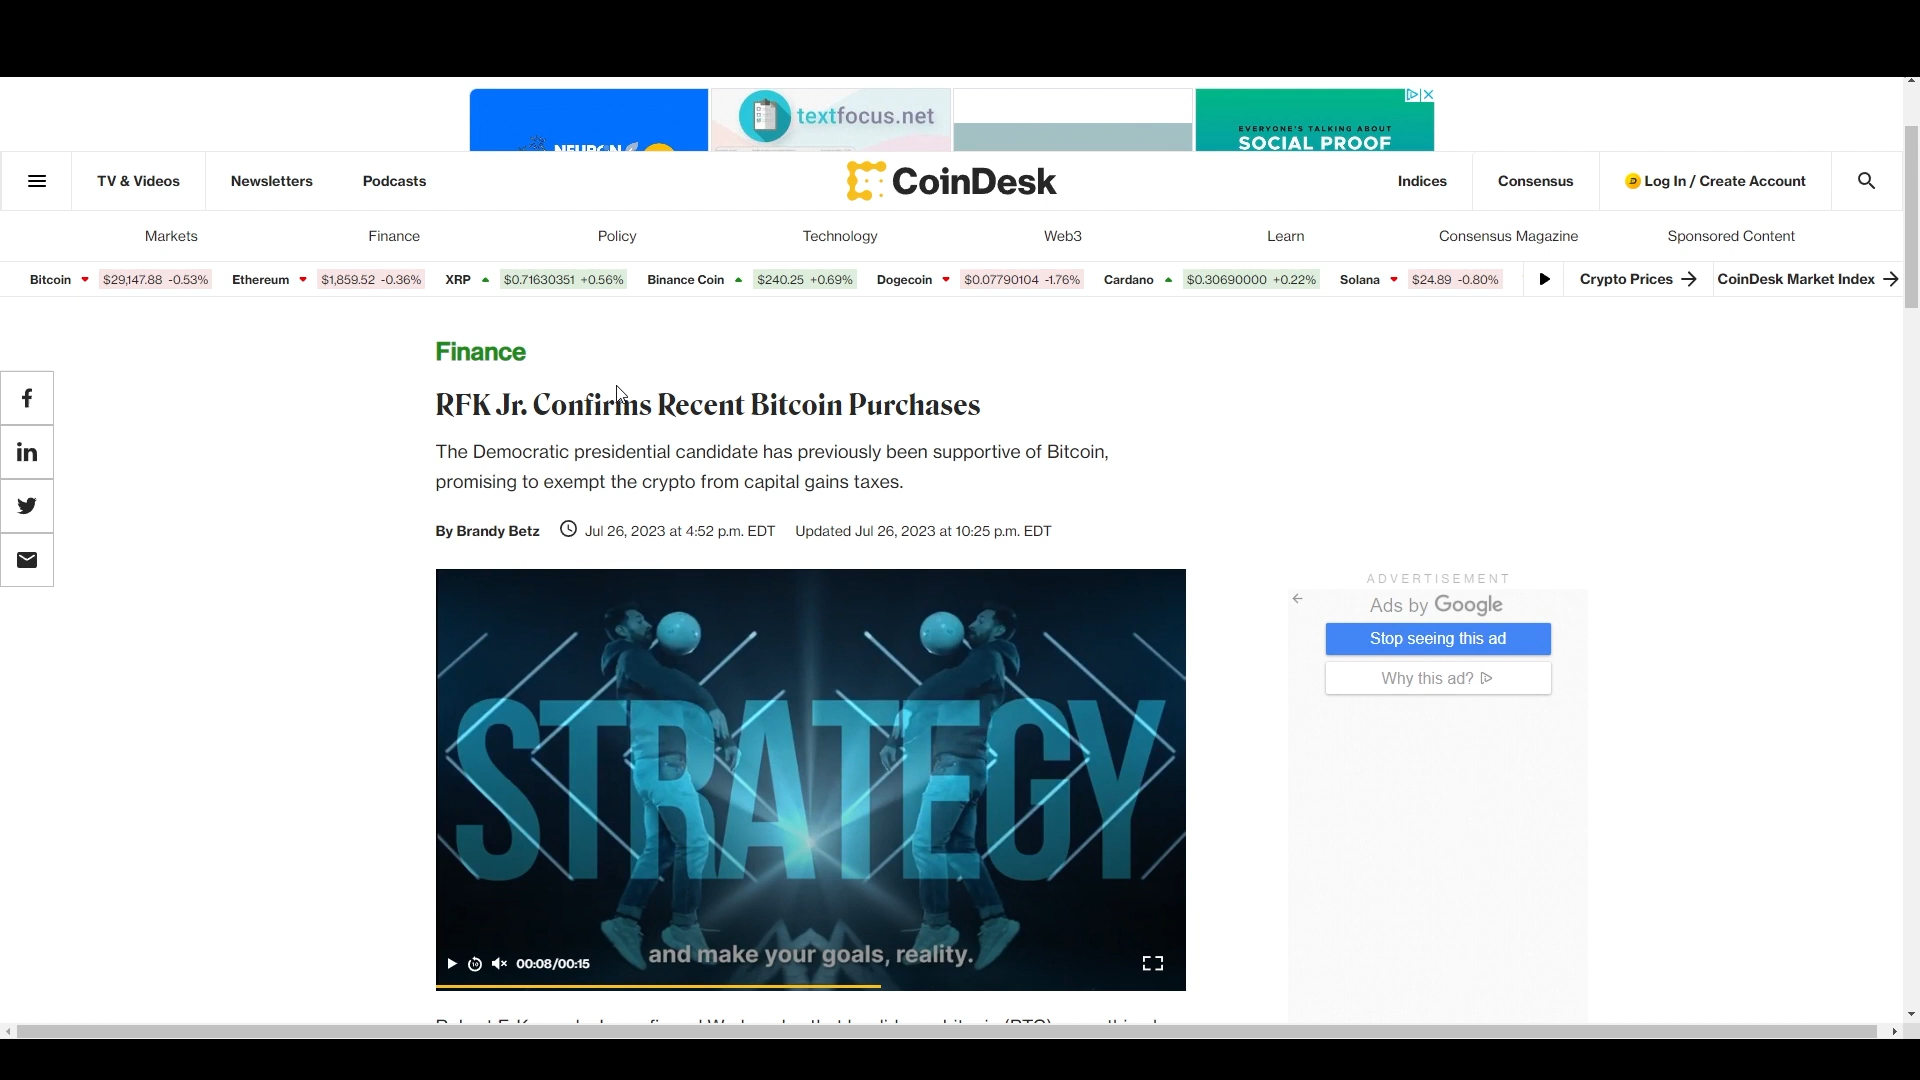 textfocus.net
EVERYONE'S TALKING ABOUT
SOCIAL PROOF
TV & Videos
Newsletters
Podcasts
CoinDesk
Indices
Consensus
Log In / Create Account
Markets
Finance
Policy
Technology
Web3
Learn
Consensus Magazine
Sponsored Content
Bitcoin $29,147.88 -0.53%
Ethereum $1,859.52 -0.36%
XRP $0.71630351 +0.56%
Binance Coin $240.25 +0.69%
Dogecoin $0.07790104 -1.76%
Cardano $0.30690000 +0.22%
Solana $24.89 -0.80%
Crypto Prices
CoinDesk Market Index
Finance
RFK Jr. Confirms Recent Bitcoin Purchases
The Democratic presidential candidate has previously been supportive of Bitcoin,
promising to exempt the crypto from capital gains taxes.
By Brandy Betz Jul 26, 2023 at 4:52 p.m. EDT Updated Jul 26, 2023 at 10:25 p.m. EDT
STRATEGY
and make your goals, reality.
00:08/00:15
ADVERTISEMENT
Ads by Google
Stop seeing this ad
Why this ad?